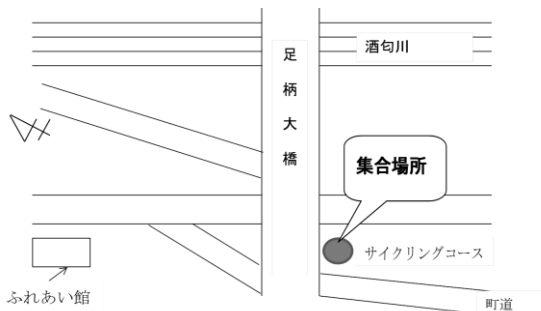 酒匂川
足柄大橋
集合場所
サイクリングコース
ふれあい館
町道